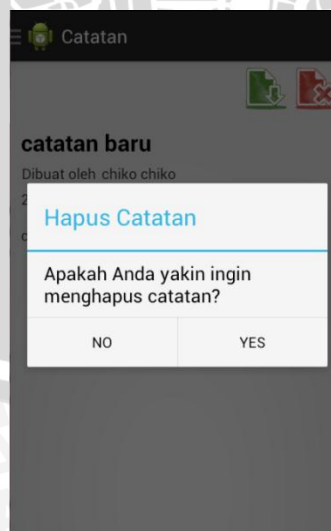 Catatan
catatan baru
Dibuat oleh chiko chiko
Hapus Catatan
Apakah Anda yakin ingin
menghapus catatan?
NO
YES